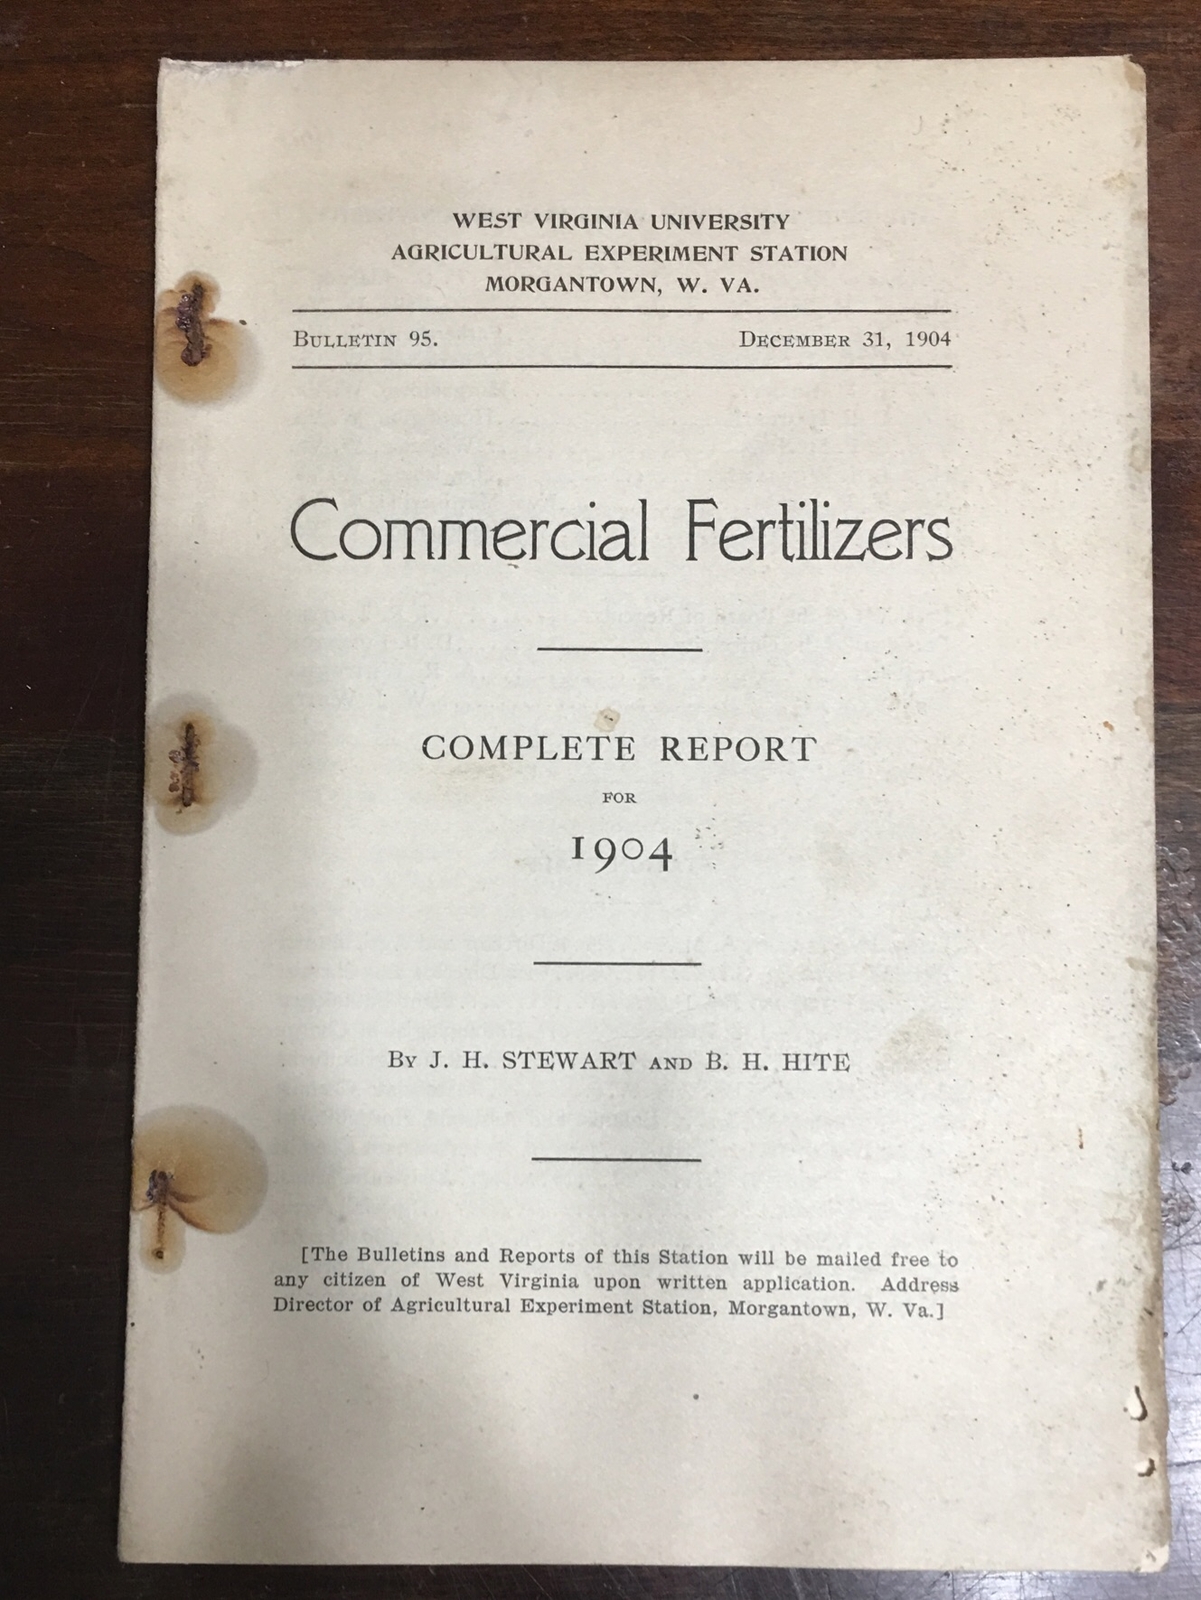 WEST VIRGINIA UNIVERSITY
AGRICULTURAL EXPERIMENT STATION
MORGANTOWN, W. VA.
BULLETIN 95. DECEMBER 31, 1904
Commercial Fertilizers
COMPLETE REPORT
FOR
1904
BY J. H. STEWART AND B. H. HITE
[The Bulletins and Reports of this Station will be mailed free to
any citizen of West Virginia upon written application. Address
Director of Agricultural Experiment Station, Morgantown, W. Va.]